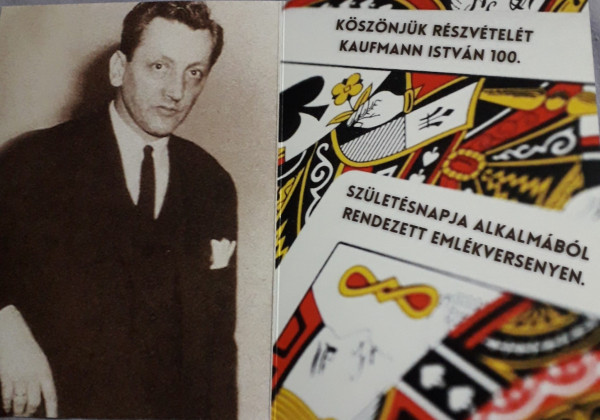 KÖSZÖNJÜK RÉSZVÉTELÉT
KAUFMANN ISTVÁN 100.
SZÜLETÉSNAPJA ALKALMÁBÓL
RENDEZETT EMLÉKVERSENYEN.